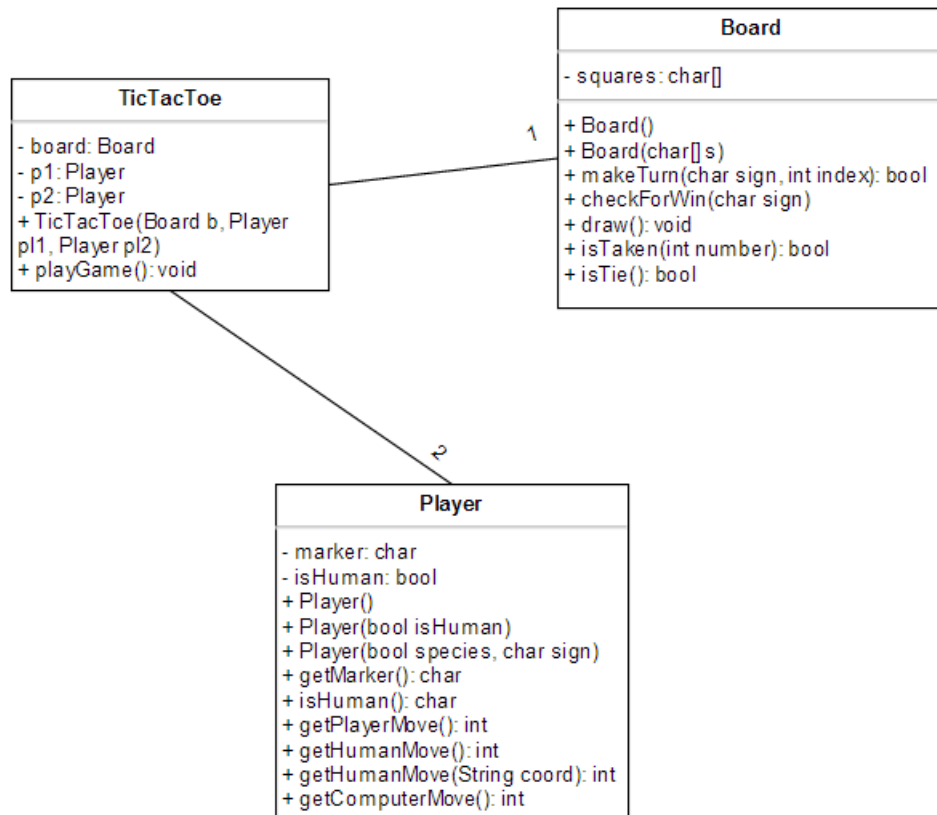 TicTacToe
- board: Board
- p1: Player
- p2: Player
+ TicTacToe(Board b, Player
pl1, Player pl2)
+ playGame(): void
1
Board
- squares: char[]
+ Board()
+ Board(char[] s)
+ makeTurn(char sign, int index): bool
+ checkForWin(char sign)
+ draw(): void
+ isTaken(int number): bool
+ isTie(): bool
2
Player
- marker: char
- isHuman: bool
+ Player()
+ Player(bool isHuman)
+ Player(bool species, char sign)
+ getMarker(): char
+ isHuman(): char
+ getPlayerMove(): int
+ getHumanMove(): int
+ getHumanMove(String coord): int
+ getComputerMove(): int